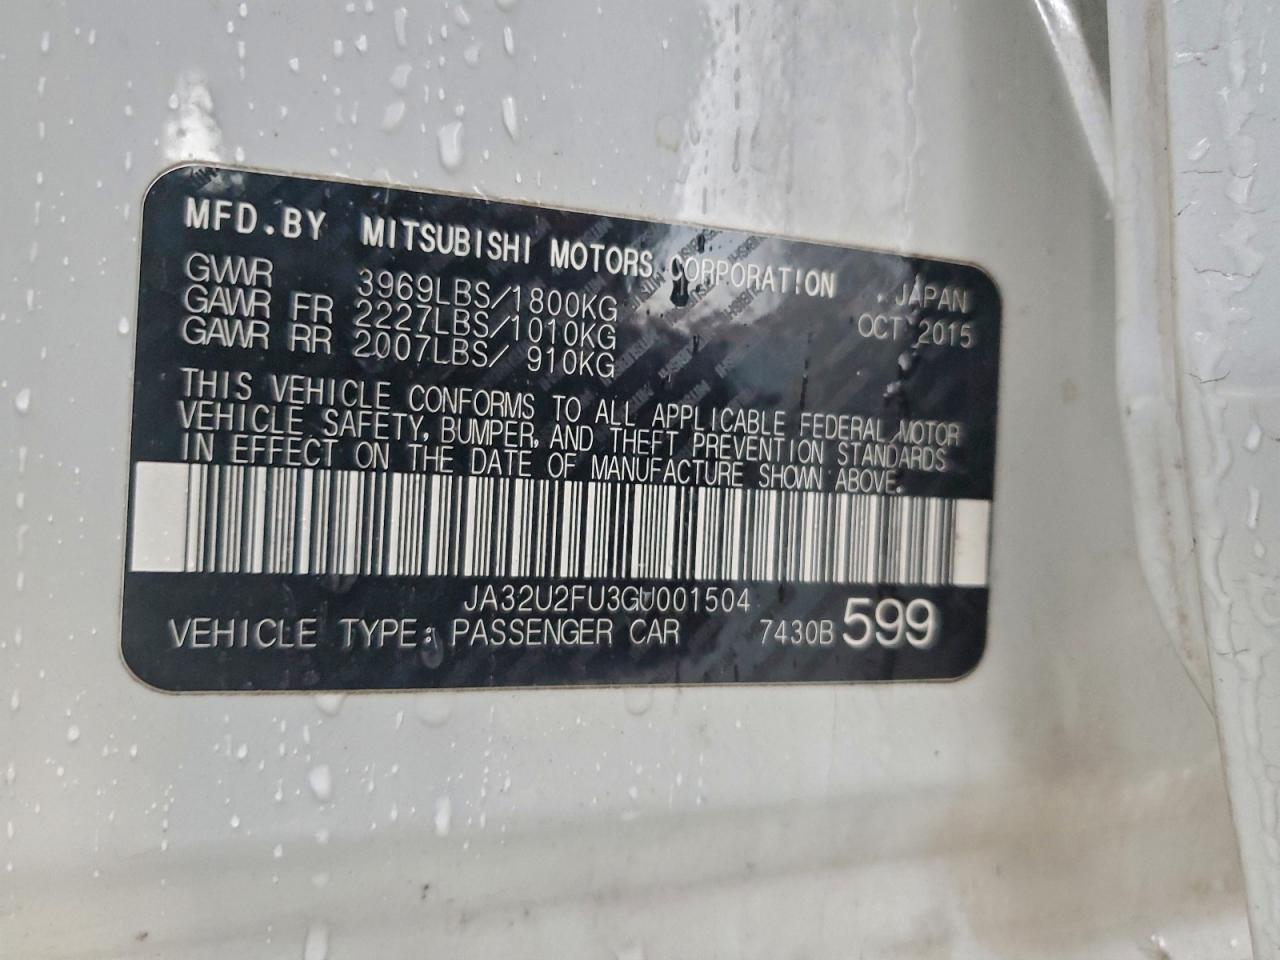 MFD.BY MITSUBISHI MOTORS CORPORATION
GVWR 3969LBS/1800KG JAPAN
GAWR FR 2227LBS/1010KG OCT 2015
GAWR RR 2007LBS/ 910KG
THIS VEHICLE CONFORMS TO ALL APPLICABLE FEDERAL MOTOR
VEHICLE SAFETY, BUMPER, AND THEFT PREVENTION STANDARDS
IN EFFECT ON THE DATE OF MANUFACTURE SHOWN ABOVE.
JA32U2FU3GU001504
VEHICLE TYPE: PASSENGER CAR 7430B 599